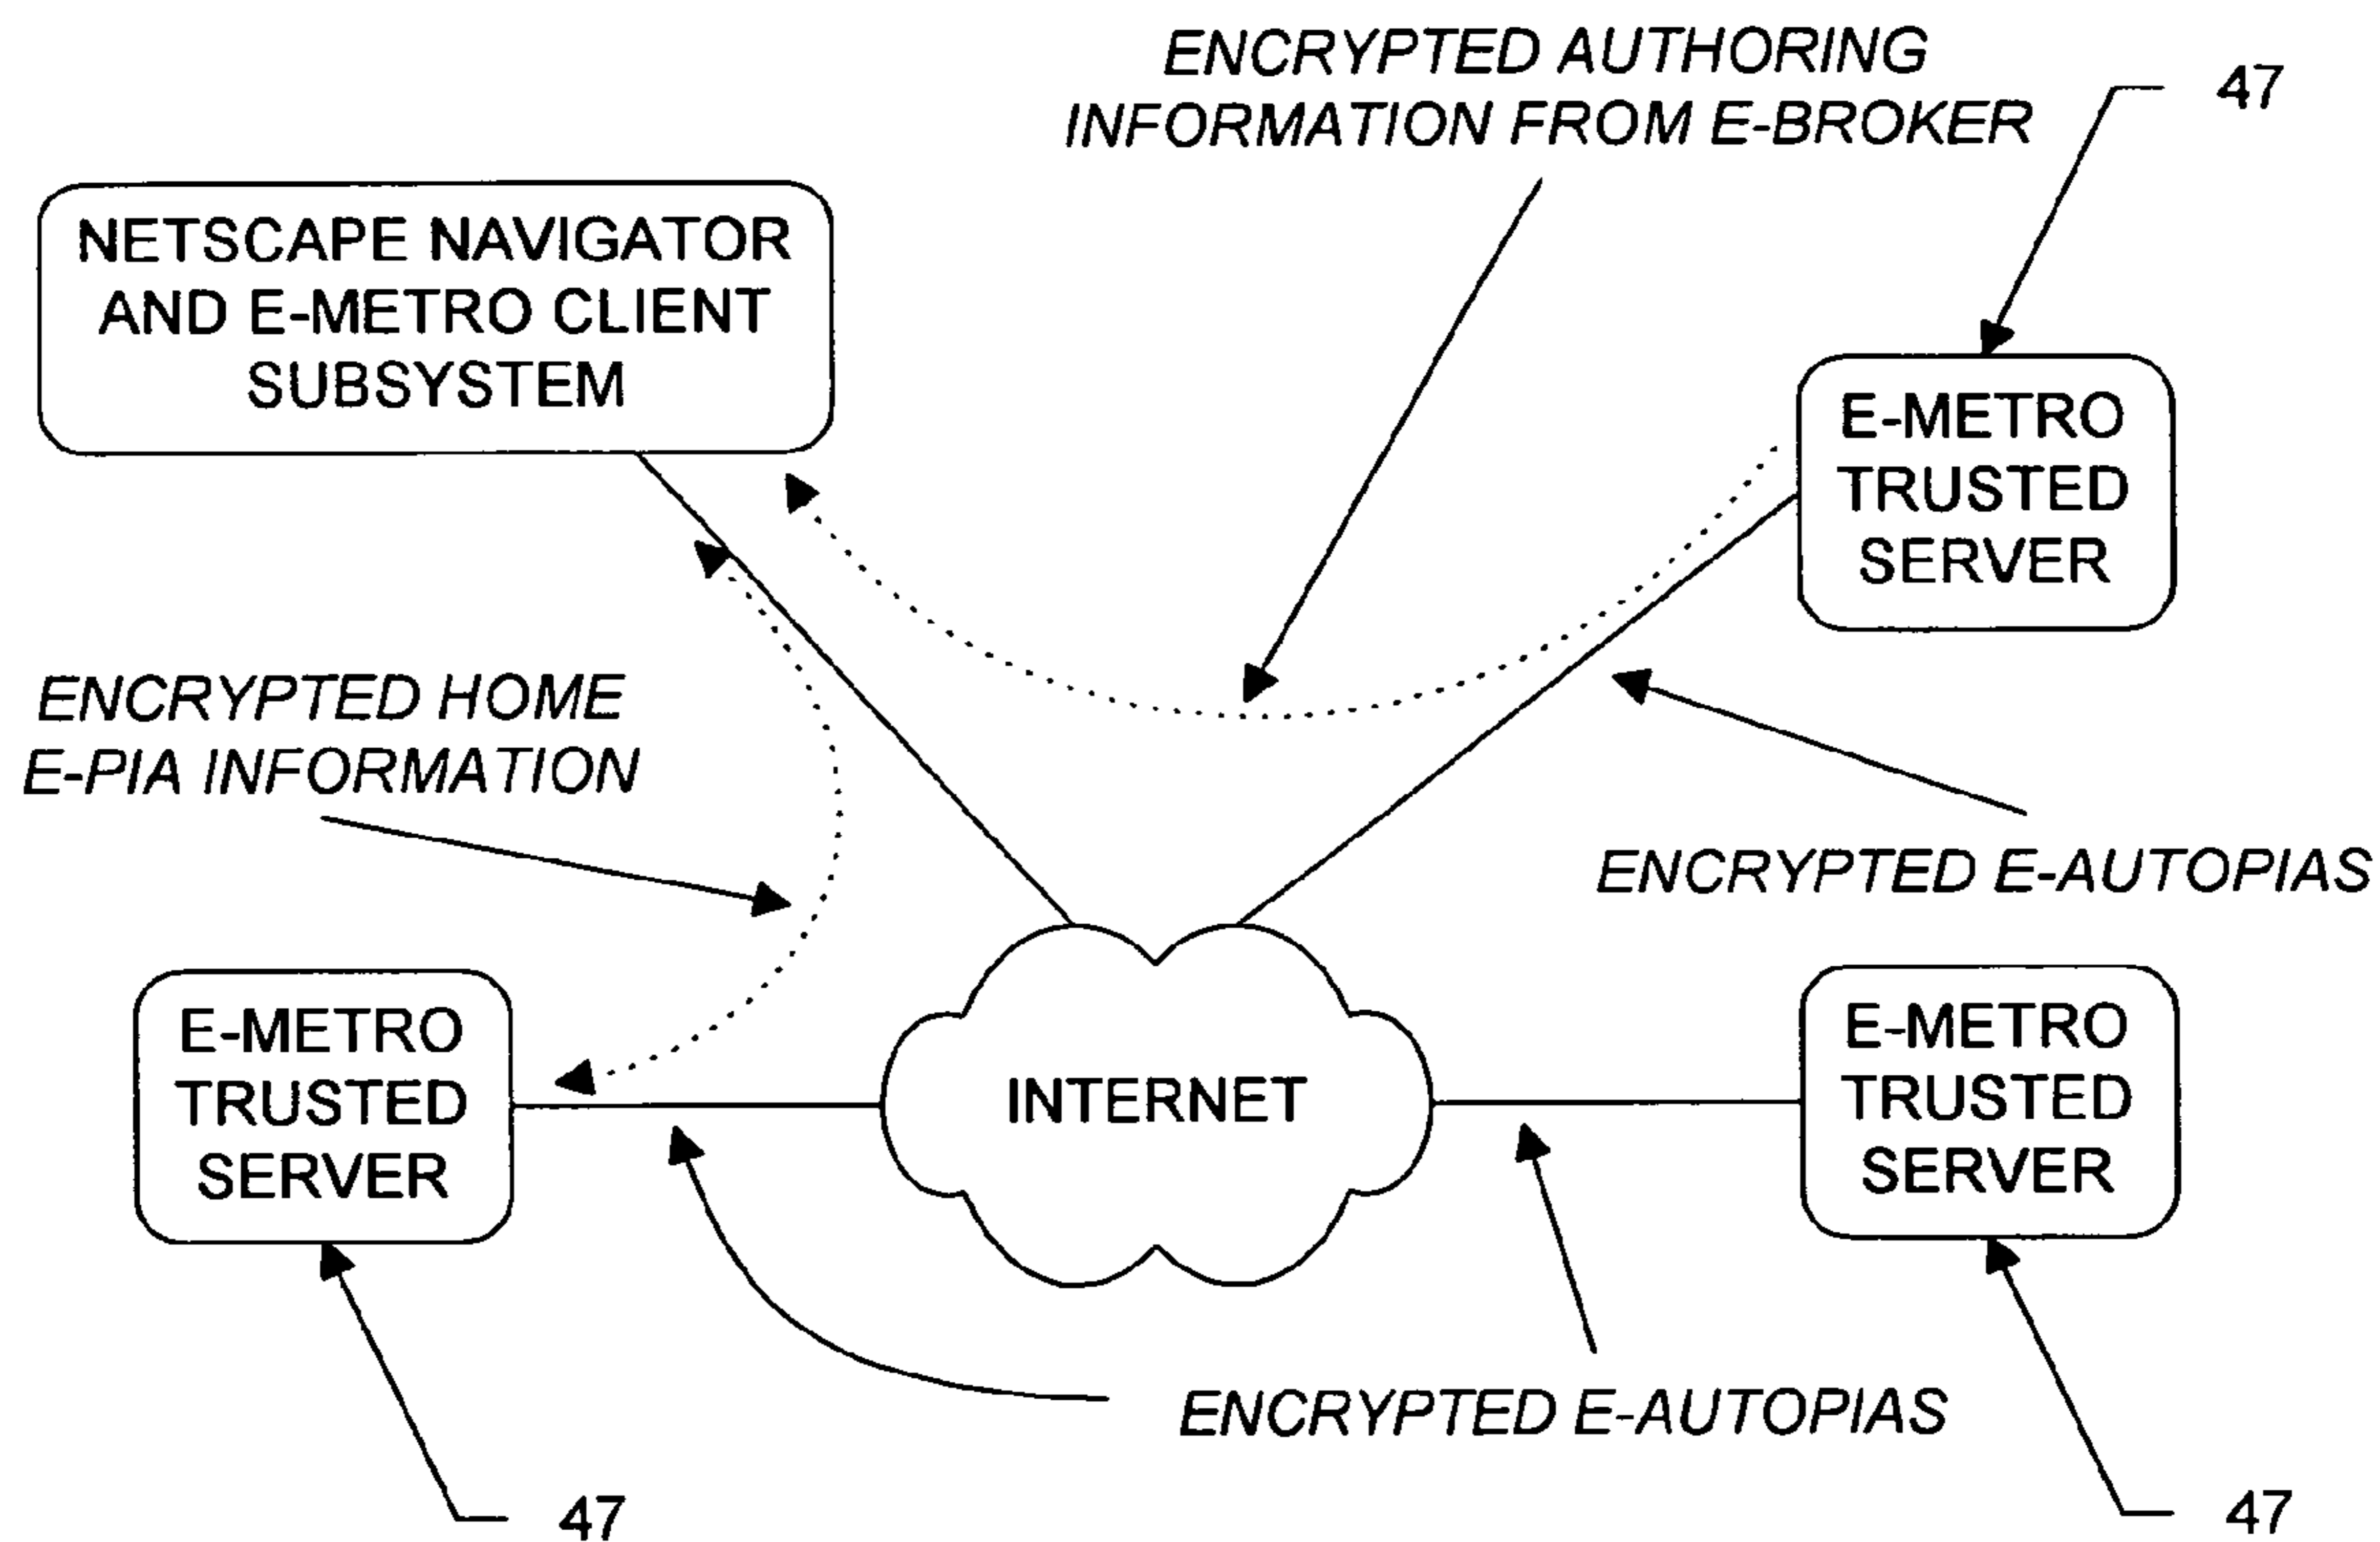 ENCRYPTED AUTHORING
INFORMATION FROM E-BROKER
47
NETSCAPE NAVIGATOR
AND E-METRO CLIENT
SUBSYSTEM
E-METRO
TRUSTED
SERVER
ENCRYPTED HOME
E-PIA INFORMATION
ENCRYPTED E-AUTOPIAS
E-METRO
TRUSTED
SERVER
INTERNET
E-METRO
TRUSTED
SERVER
ENCRYPTED E-AUTOPIAS
47
47